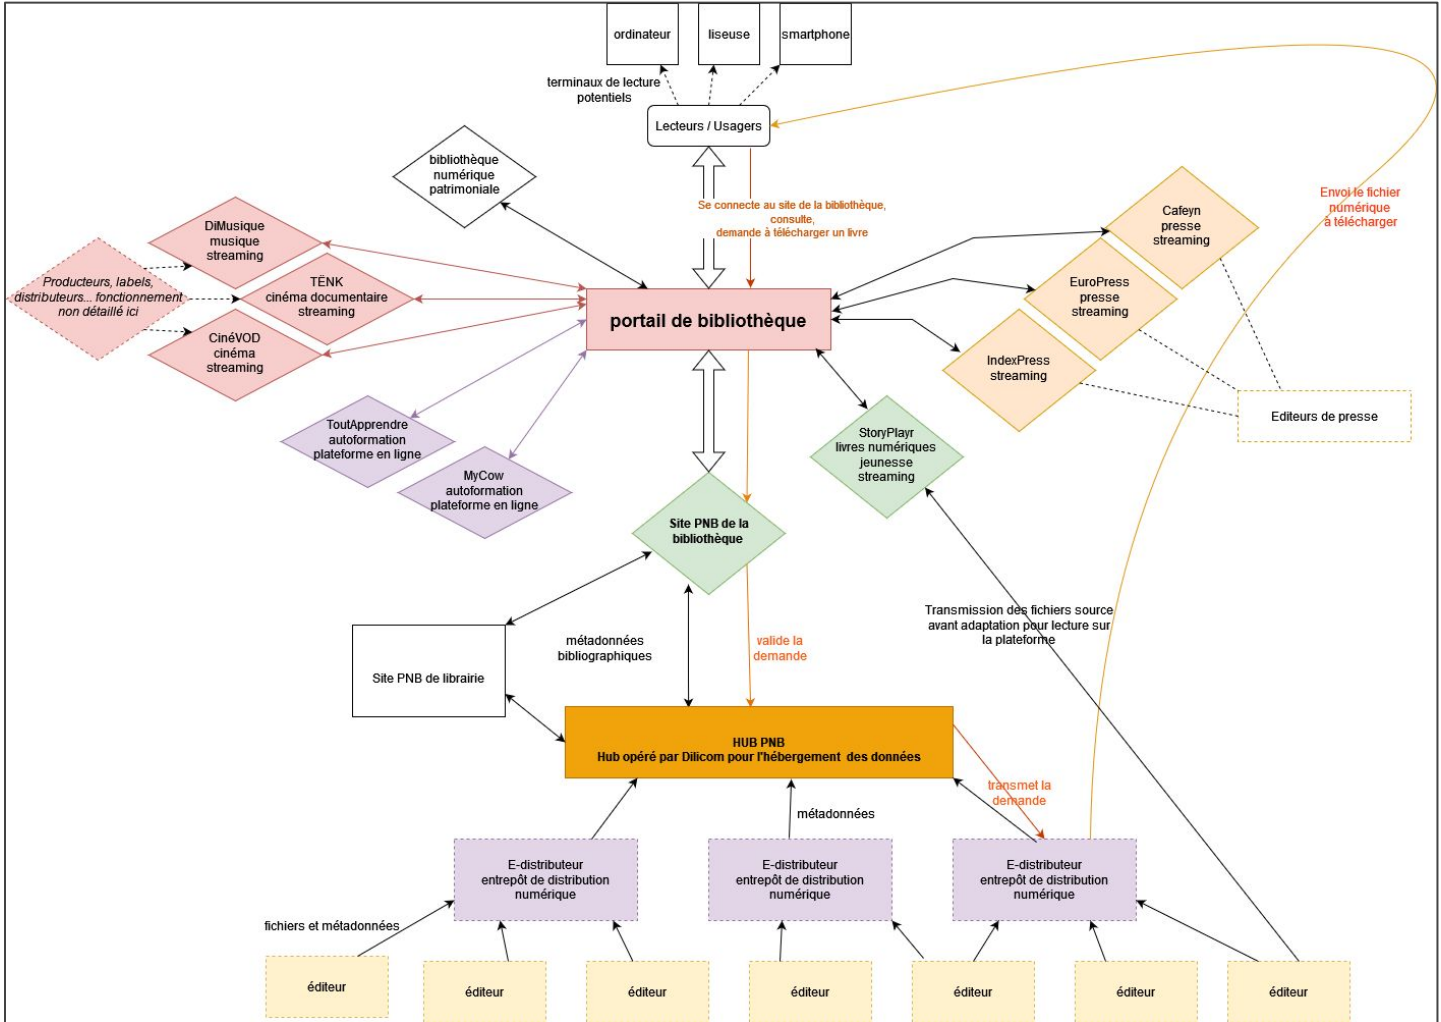 ordinateur
liseuse
smartphone
terminaux de lecture
potentiels
Lecteurs / Usagers
bibliothèque
numérique
patrimoniale
Se connecte au site de la bibliothèque,
consulte,
demande à télécharger un livre
Envoi le fichier
numérique
à télécharger
Cafeyn
presse
streaming
DiMusique
musique
streaming
EuroPress
presse
streaming
Producteurs, labels,
distributeurs... fonctionnement
non détaillé ici
TËNK
cinéma documentaire
streaming
portail de bibliothèque
CinéVOD
cinéma
streaming
IndexPress
streaming
Editeurs de presse
ToutApprendre
autoformation
plateforme en ligne
StoryPlayr
livres numériques
jeunesse
streaming
MyCow
autoformation
plateforme en ligne
Site PNB de la
bibliothèque
Transmission des fichiers source
avant adaptation pour lecture sur
la plateforme
métadonnées
bibliographiques
valide la
demande
Site PNB de librairie
HUB PNB
Hub opéré par Dilicom pour l'hébergement des données
transmet la
demande
métadonnées
E-distributeur
entrepôt de distribution
numérique
E-distributeur
entrepôt de distribution
numérique
E-distributeur
entrepôt de distribution
numérique
fichiers et métadonnées
éditeur
éditeur
éditeur
éditeur
éditeur
éditeur
éditeur